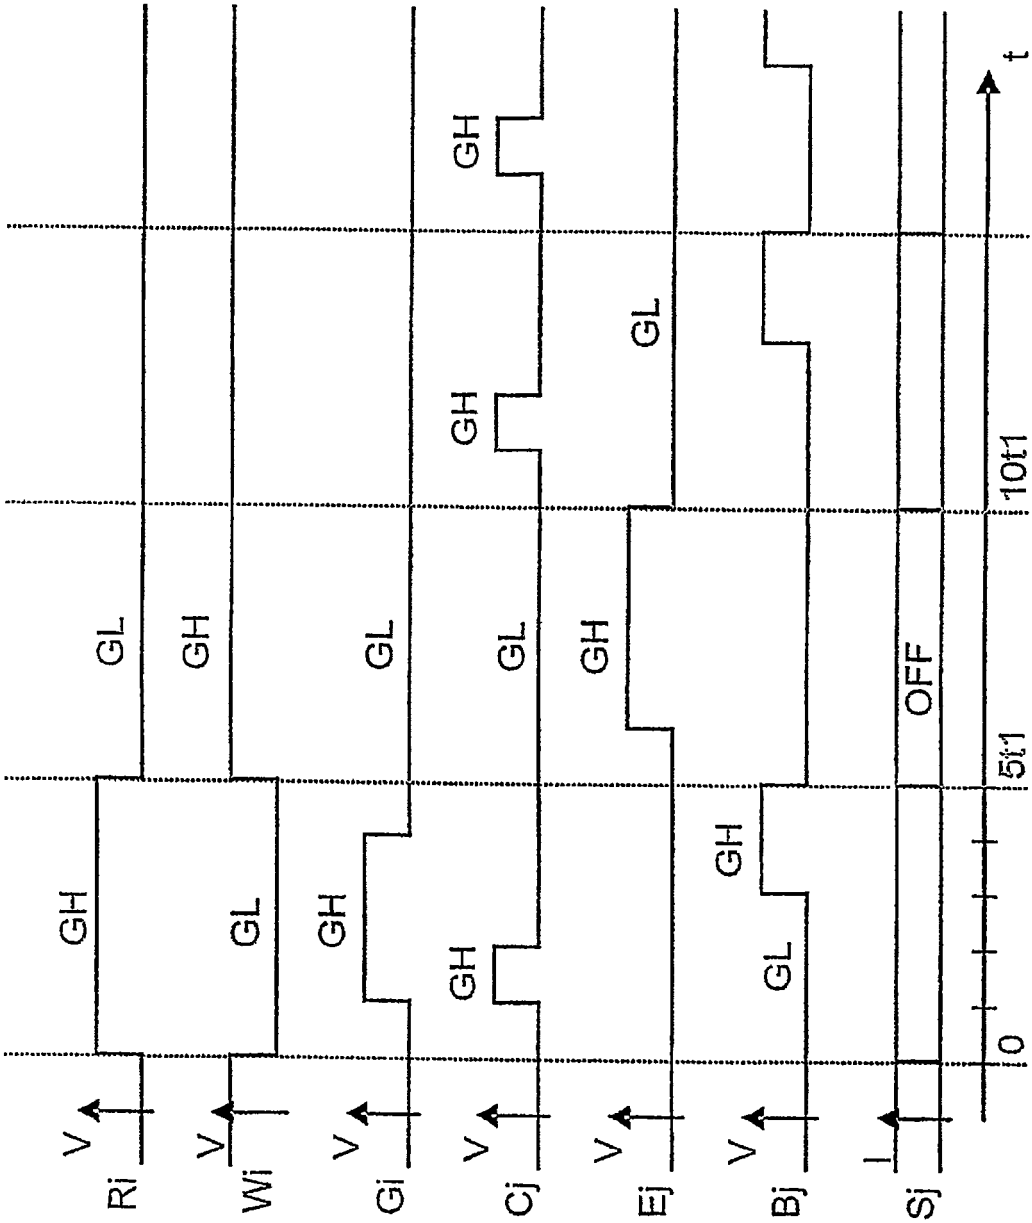 Ri V GH GL
Wi V GL GH
Gi V GH GL
Cj V GH GL GH GH
Ej V GH GL
Bj V GL GH
Sj I OFF
0 5t1 10t1 t